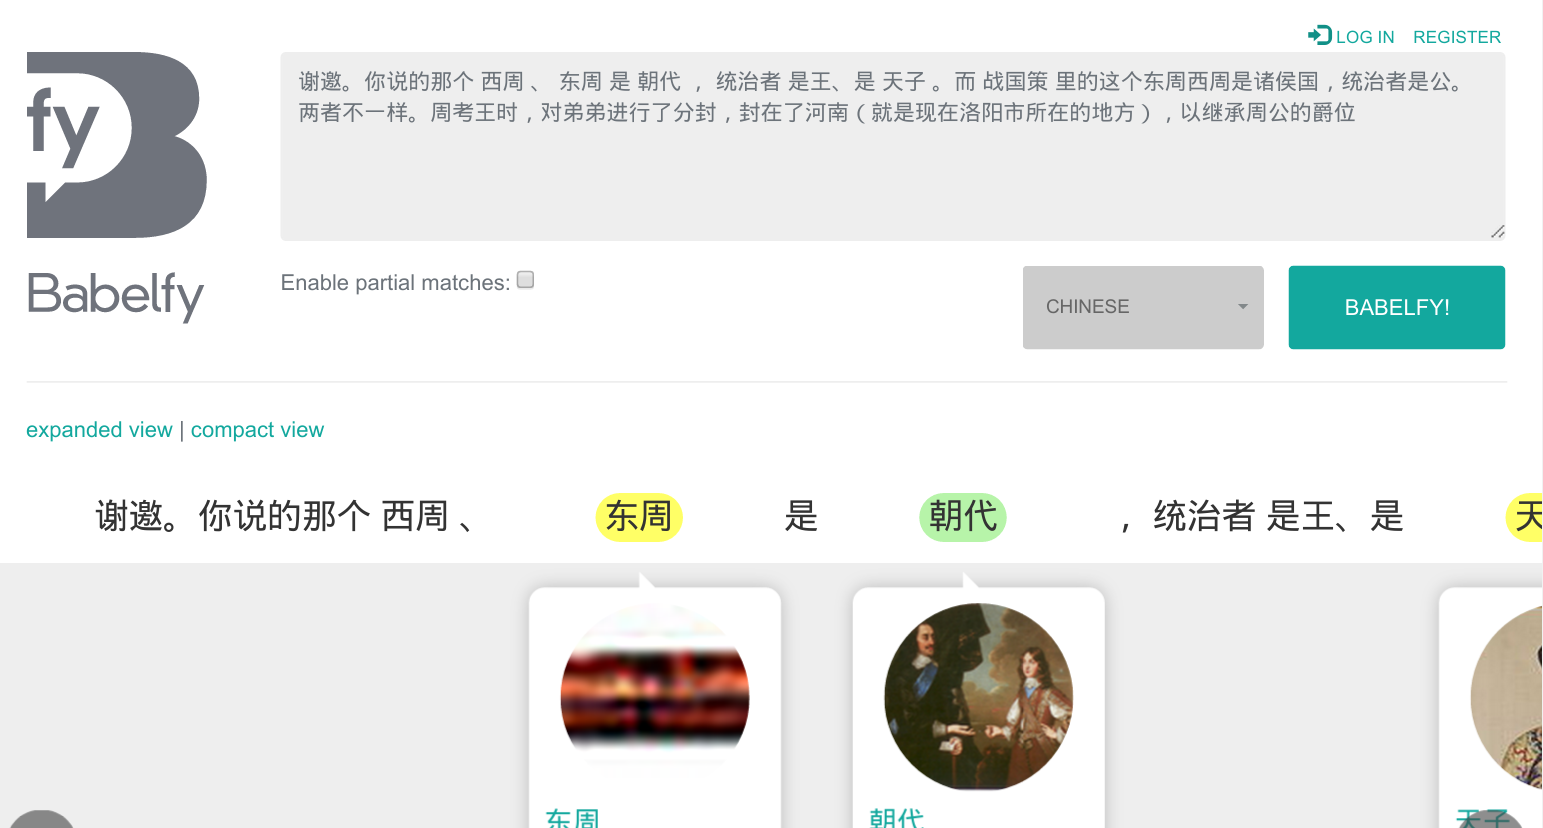 LOG IN REGISTER
谢邀。你说的那个 西周 、 东周 是 朝代 ， 统治者 是王、是 天子 。而 战国策 里的这个东周西周是诸侯国，统治者是公。
两者不一样。周考王时，对弟弟进行了分封，封在了河南（就是现在洛阳市所在的地方），以继承周公的爵位
fy
Babelfy
Enable partial matches:
CHINESE
BABELFY!
expanded view | compact view
谢邀。你说的那个 西周 、 东周 是 朝代 ，统治者 是王、是 天
东周 朝代 天子